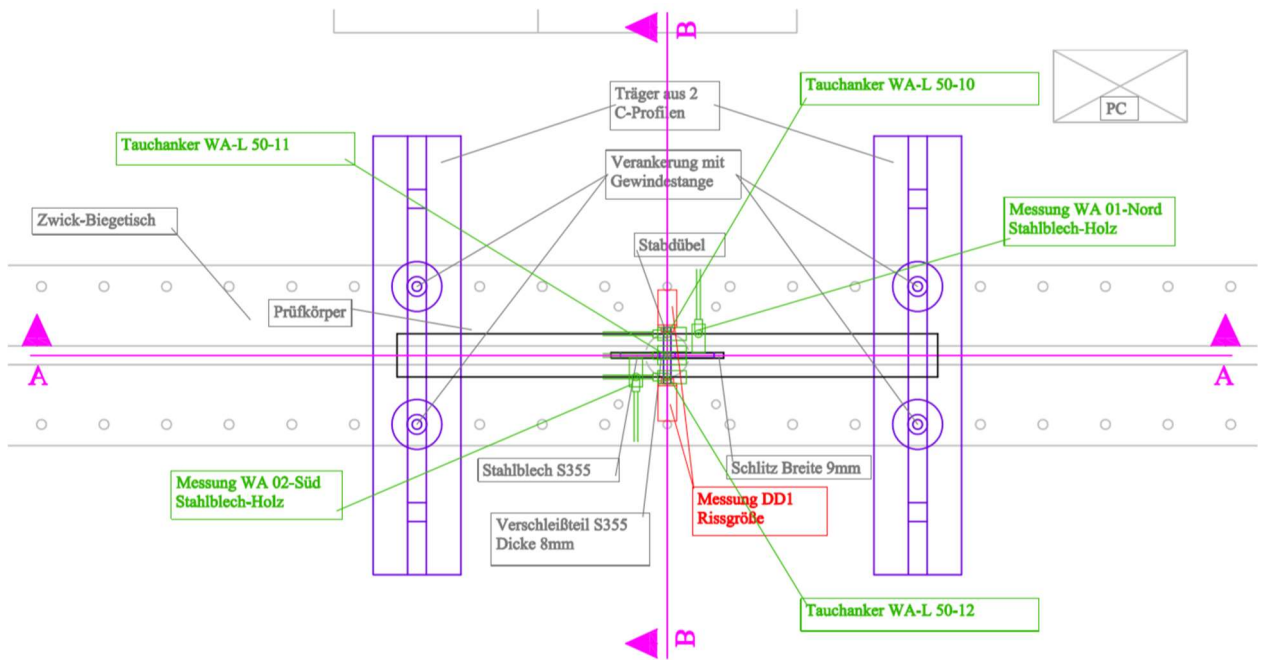 B
Tauchanker WA-L 50-10
Träger aus 2
C-Profilen
PC
Tauchanker WA-L 50-11
Verankerung mit
Gewindestange
Zwick-Biegetisch
Messung WA 01-Nord
Stahlblech-Holz
Stabdübel
Prüfkörper
A
A
Stahlblech S355
Schlitz Breite 9mm
Messung WA 02-Süd
Stahlblech-Holz
Messung DD1
Rissgröße
Verschleißteil S355
Dicke 8mm
Tauchanker WA-L 50-12
B